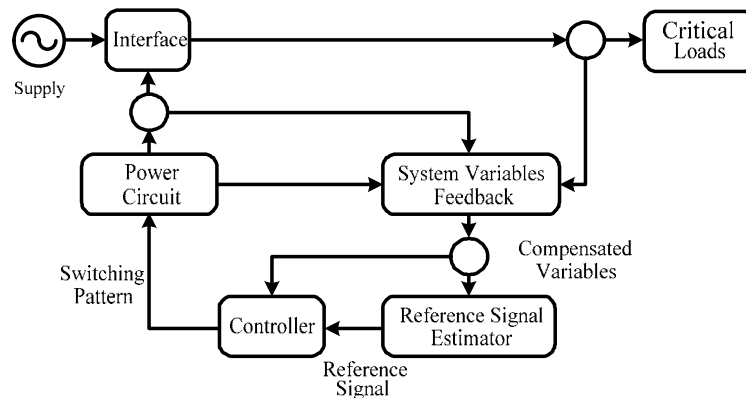 Interface
Critical
Loads
Supply
Power
Circuit
System Variables
Feedback
Compensated
Variables
Switching
Pattern
Controller
Reference Signal
Estimator
Reference
Signal